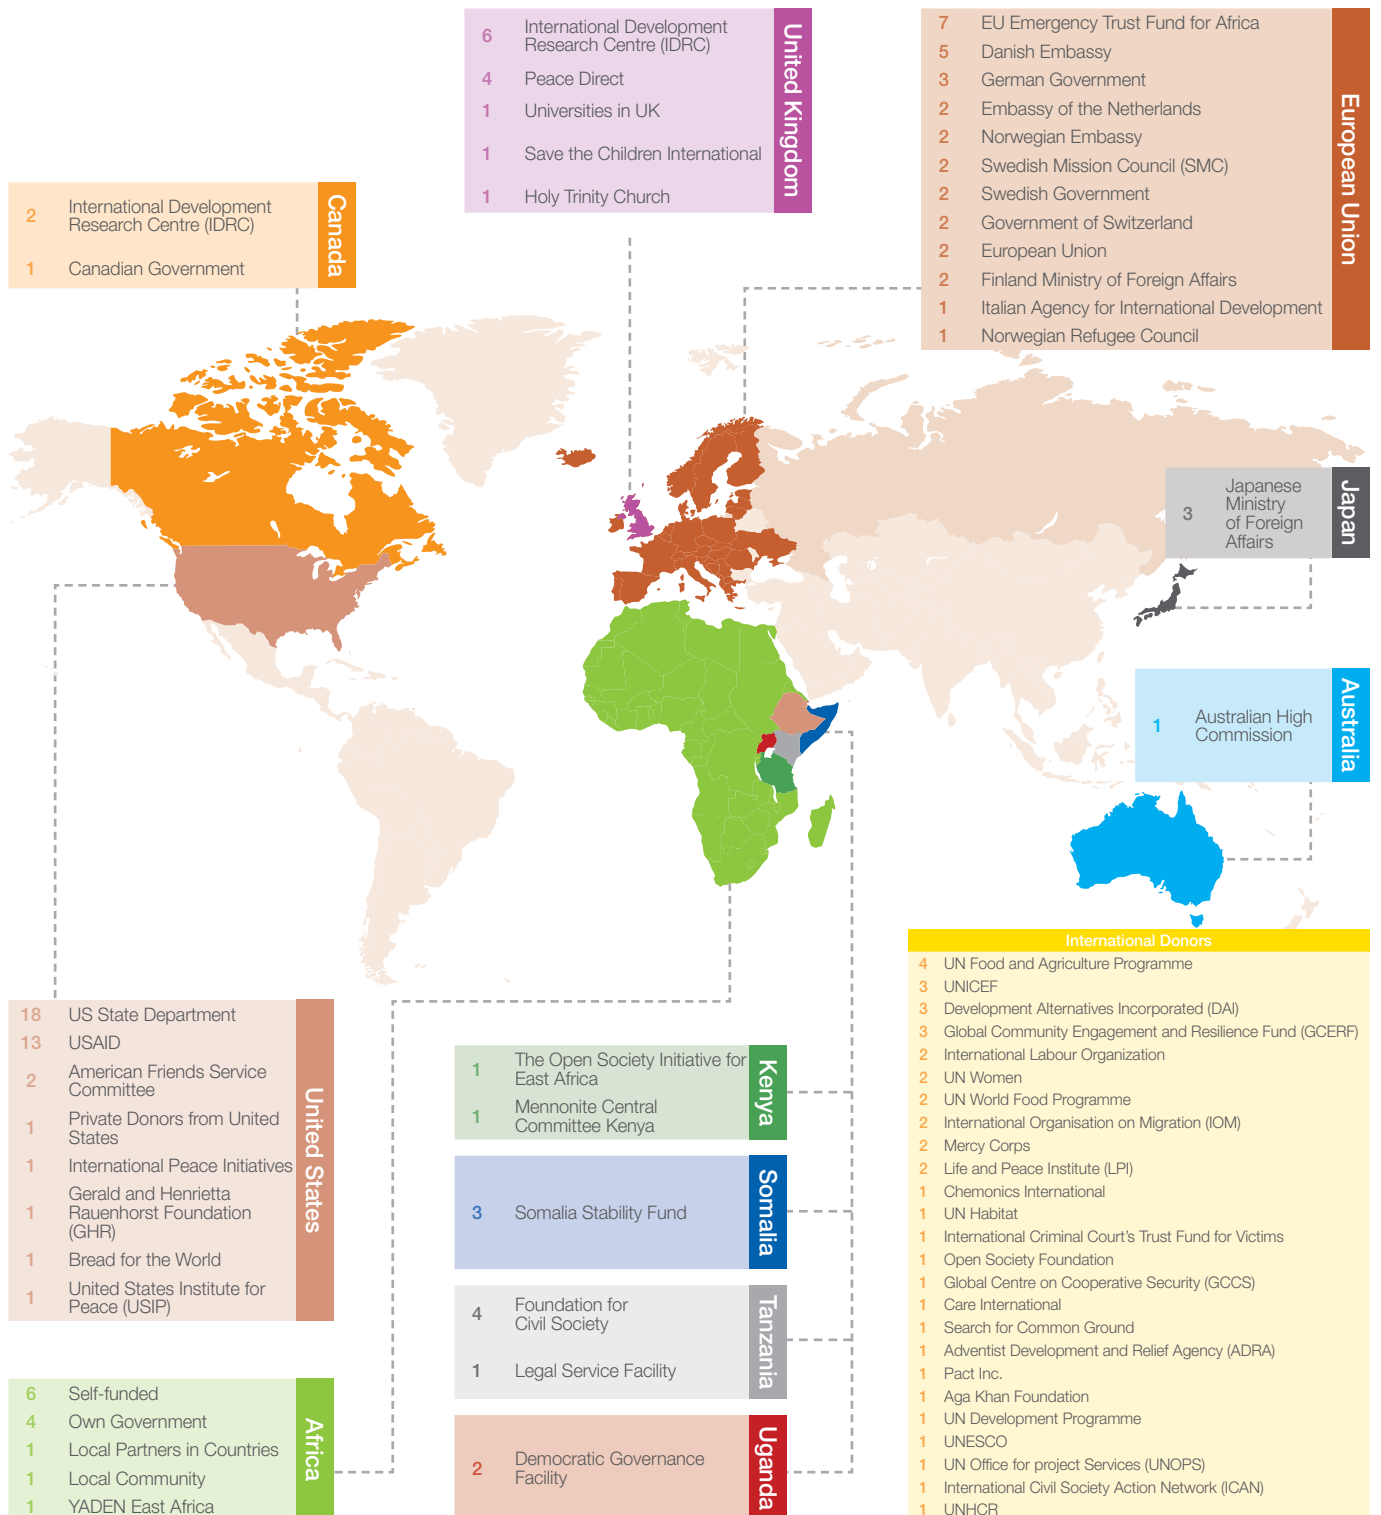 United Kingdom
6 International Development
Research Centre (IDRC)
4 Peace Direct
1 Universities in UK
1 Save the Children International
1 Holy Trinity Church
European Union
7 EU Emergency Trust Fund for Africa
5 Danish Embassy
3 German Government
2 Embassy of the Netherlands
2 Norwegian Embassy
2 Swedish Mission Council (SMC)
2 Swedish Government
2 Government of Switzerland
2 European Union
2 Finland Ministry of Foreign Affairs
1 Italian Agency for International Development
1 Norwegian Refugee Council
Canada
2 International Development
Research Centre (IDRC)
1 Canadian Government
Japan
3 Japanese
Ministry
of Foreign
Affairs
Australia
1 Australian High
Commission
United States
18 US State Department
13 USAID
2 American Friends Service
Committee
1 Private Donors from United
States
1 International Peace Initiatives
1 Gerald and Henrietta
Rauenhorst Foundation
(GHR)
1 Bread for the World
1 United States Institute for
Peace (USIP)
Africa
6 Self-funded
4 Own Government
1 Local Partners in Countries
1 Local Community
1 YADEN East Africa
Kenya
1 The Open Society Initiative for
East Africa
1 Mennonite Central
Committee Kenya
Somalia
3 Somalia Stability Fund
Tanzania
4 Foundation for
Civil Society
1 Legal Service Facility
Uganda
2 Democratic Governance
Facility
International Donors
4 UN Food and Agriculture Programme
3 UNICEF
3 Development Alternatives Incorporated (DAI)
3 Global Community Engagement and Resilience Fund (GCERF)
2 International Labour Organization
2 UN Women
2 UN World Food Programme
2 International Organisation on Migration (IOM)
2 Mercy Corps
2 Life and Peace Institute (LPI)
1 Chemonics International
1 UN Habitat
1 International Criminal Court's Trust Fund for Victims
1 Open Society Foundation
1 Global Centre on Cooperative Security (GCCS)
1 Care International
1 Search for Common Ground
1 Adventist Development and Relief Agency (ADRA)
1 Pact Inc.
1 Aga Khan Foundation
1 UN Development Programme
1 UNESCO
1 UN Office for project Services (UNOPS)
1 International Civil Society Action Network (ICAN)
1 UNHCR